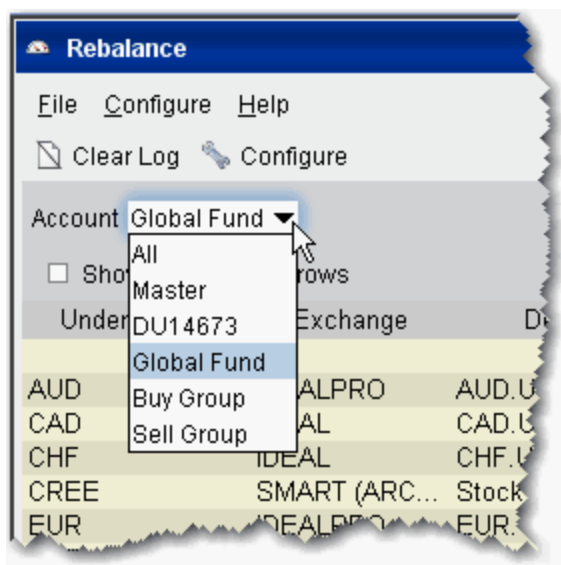 Rebalance
File Configure Help
Clear Log Configure
Account Global Fund
All
Master
DU14673
Global Fund
Buy Group
Sell Group
Exchange
AUD
CAD
CHF IDEAL
CREE SMART (ARC... Stock
EUR